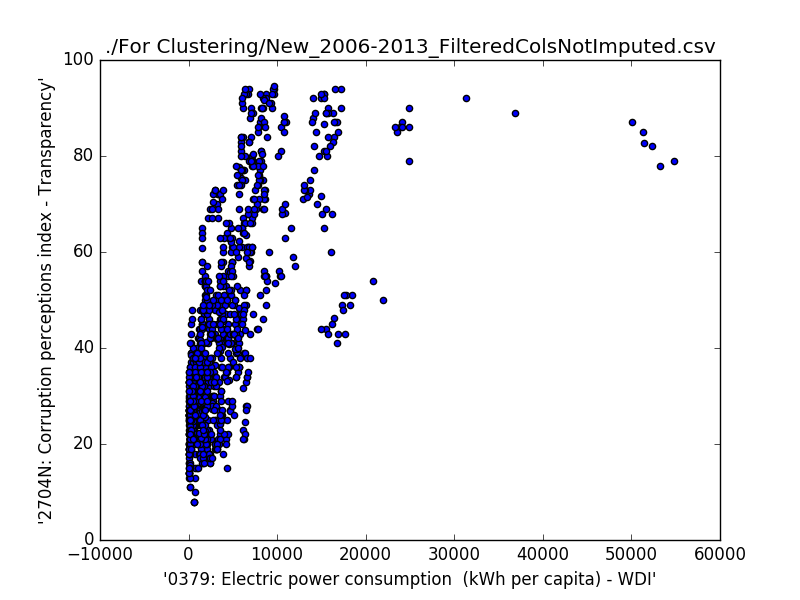 ./For Clustering/New_2006-2013_FilteredColsNotImputed.csv
100
80
60
40
20
0
'2704N: Corruption perceptions index - Transparency'
−10000 0 10000 20000 30000 40000 50000 60000
'0379: Electric power consumption  (kWh per capita) - WDI'